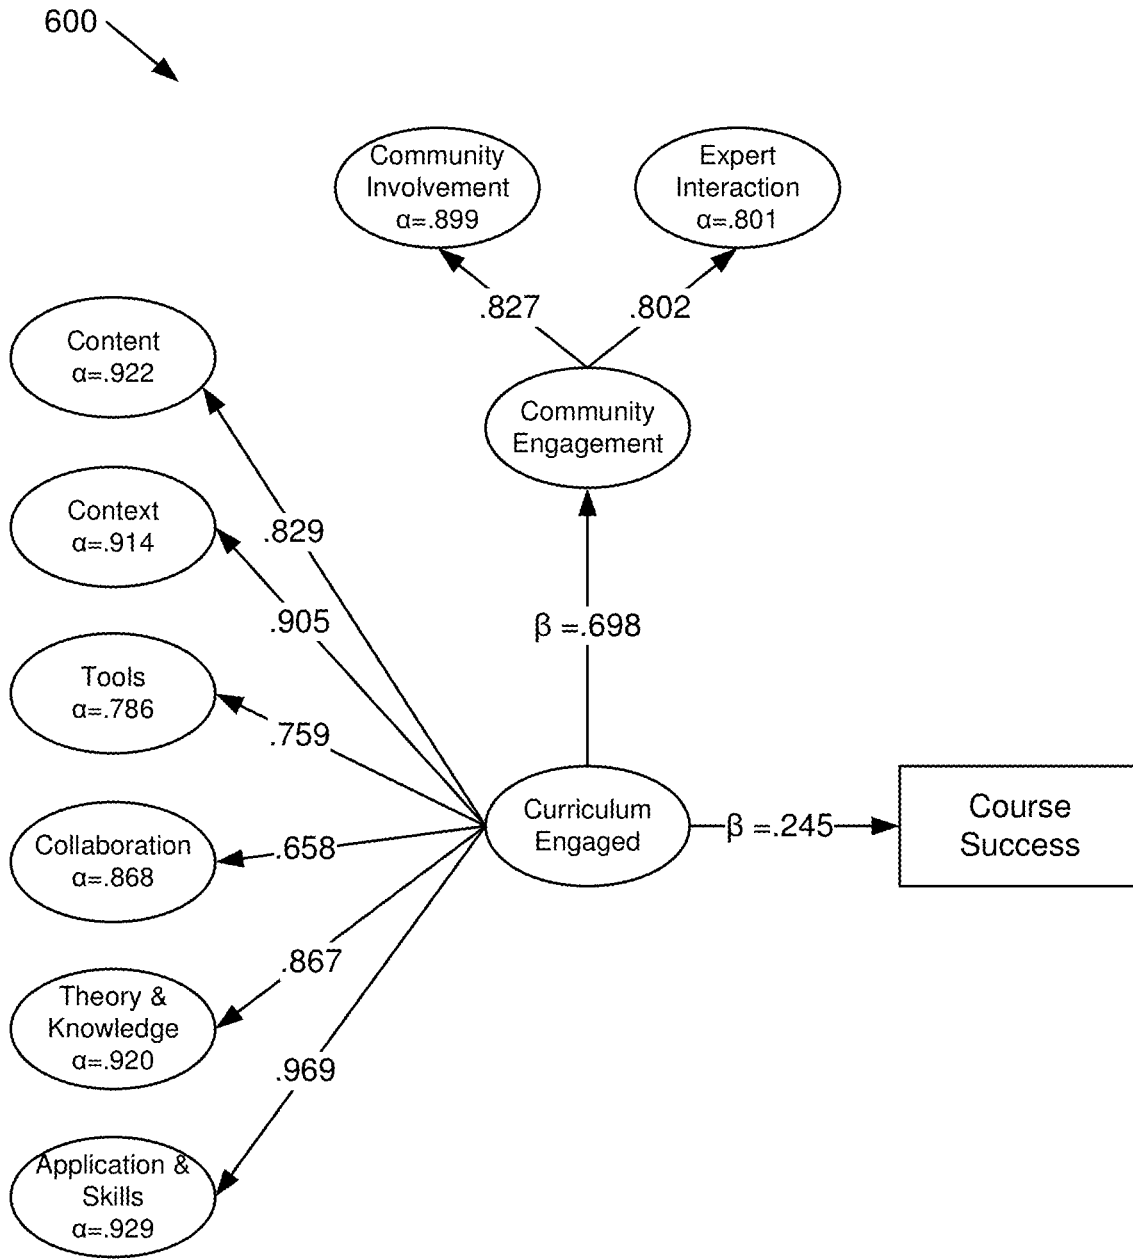 600
Community
Involvement
α=.899
Expert
Interaction
α=.801
.827
.802
Content
α=.922
Community
Engagement
Context
α=.914
.829
.905
β =.698
Tools
α=.786
.759
Curriculum
Engaged
β =.245
Course
Success
Collaboration
α=.868
.658
.867
Theory &
Knowledge
α=.920
.969
Application &
Skills
α=.929